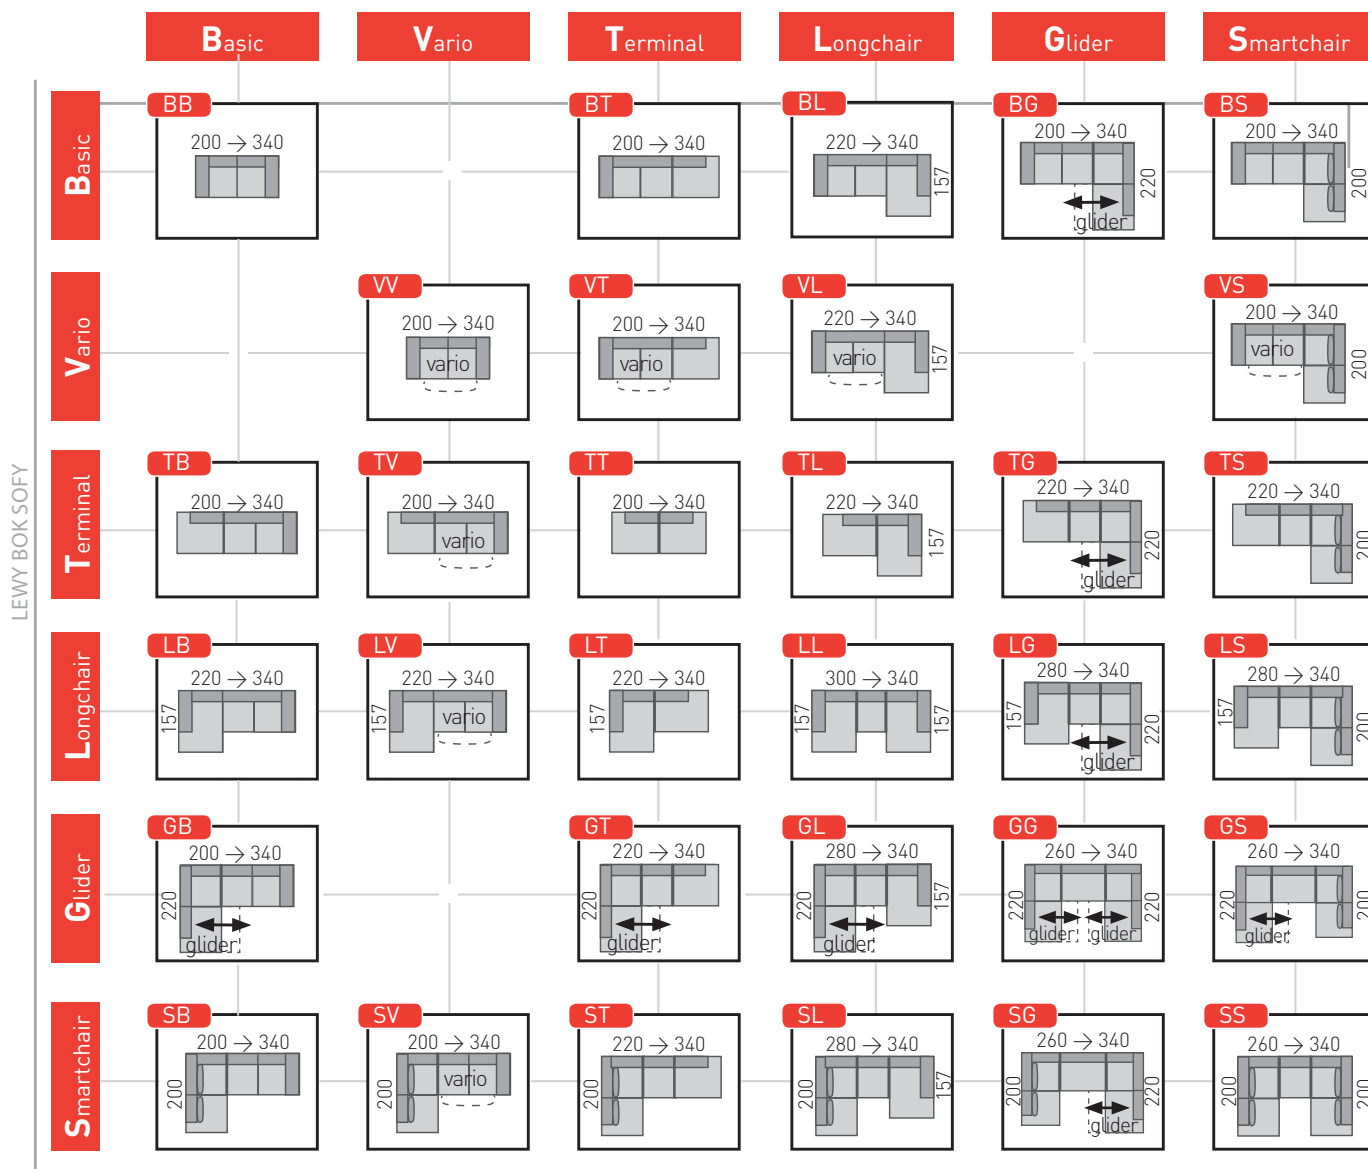 Basic Vario Terminal Longchair Glider Smartchair
LEWY BOK SOFY
Basic
BB
200 → 340
BT
200 → 340
BL
220 → 340
157
BG
200 → 340
220
glider
BS
200 → 340
200
Vario
VV
200 → 340
vario
VT
200 → 340
vario
VL
220 → 340
vario
157
VS
200 → 340
vario
200
Terminal
TB
200 → 340
TV
200 → 340
vario
TT
200 → 340
TL
220 → 340
157
TG
220 → 340
220
glider
TS
220 → 340
200
Longchair
LB
220 → 340
157
LV
220 → 340
157
vario
LT
220 → 340
157
LL
300 → 340
157
157
LG
280 → 340
157
220
glider
LS
280 → 340
157
200
Glider
GB
200 → 340
220
glider
GT
220 → 340
220
glider
GL
280 → 340
220
157
glider
GG
260 → 340
220
220
glider
glider
GS
260 → 340
220
200
glider
Smartchair
SB
200 → 340
200
SV
200 → 340
200
vario
ST
220 → 340
200
SL
280 → 340
200
157
SG
260 → 340
200
220
glider
SS
260 → 340
200
200